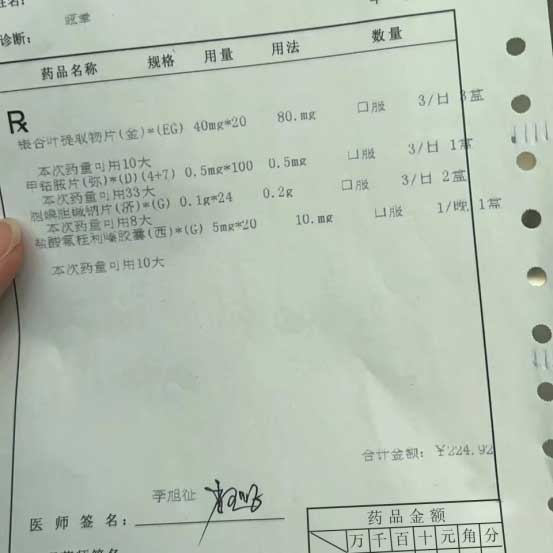 诊断：
眩晕
药品名称 规格 用量 用法 数量
Rx
银杏叶提取物片(金)*(EG) 40mg*20 80.mg 口服 3/日 3盒
本次药量可用10天
甲钴胺片(弥)*(D)(4+7) 0.5mg*100 0.5mg 口服 3/日 1盒
本次药量可用33天
胞磷胆碱钠片(济)*(G) 0.1g*24 0.2g 口服 3/日 2盒
本次药量可用8天
盐酸氟桂利嗪胶囊(西)*(G) 5mg*20 10.mg 口服 1/晚 1盒
本次药量可用10天
合计金额：¥224.92
李旭征
医师签名：
药品金额
万千百十元角分